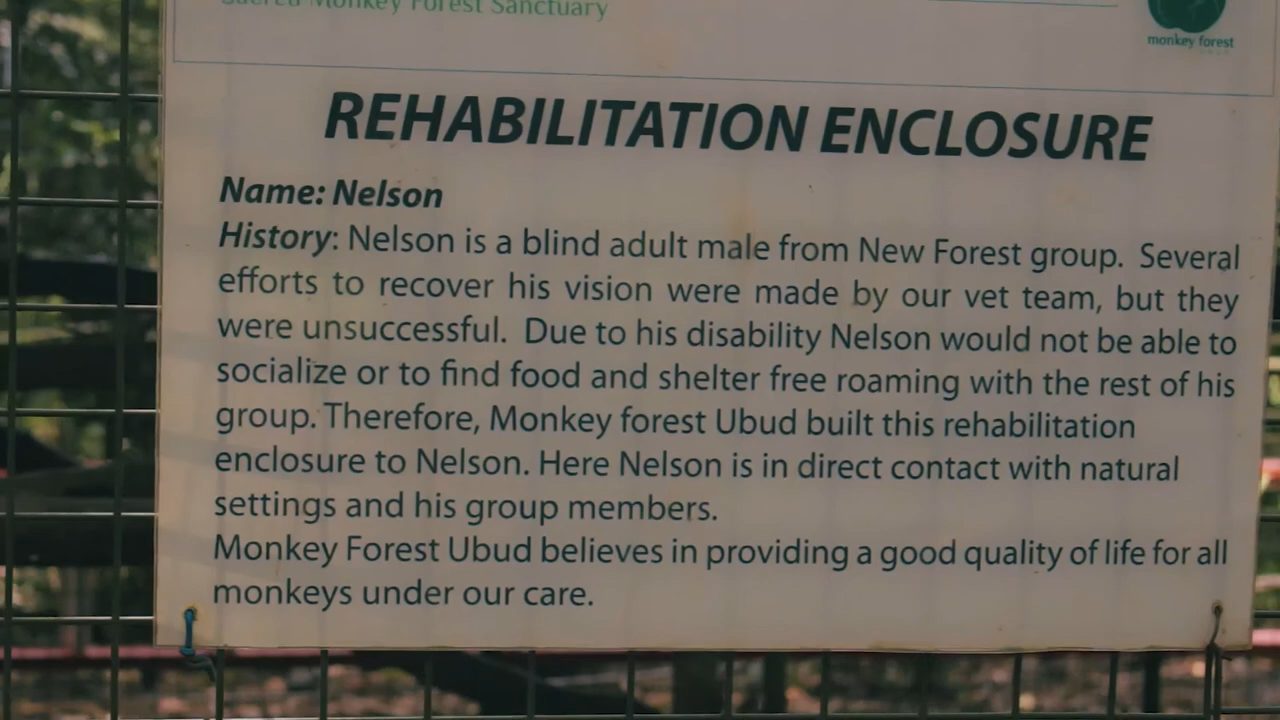 Sacred Monkey Forest Sanctuary
monkey forest
REHABILITATION ENCLOSURE
Name: Nelson
History: Nelson is a blind adult male from New Forest group. Several
efforts to recover his vision were made by our vet team, but they
were unsuccessful. Due to his disability Nelson would not be able to
socialize or to find food and shelter free roaming with the rest of his
group. Therefore, Monkey forest Ubud built this rehabilitation
enclosure to Nelson. Here Nelson is in direct contact with natural
settings and his group members.
Monkey Forest Ubud believes in providing a good quality of life for all
monkeys under our care.